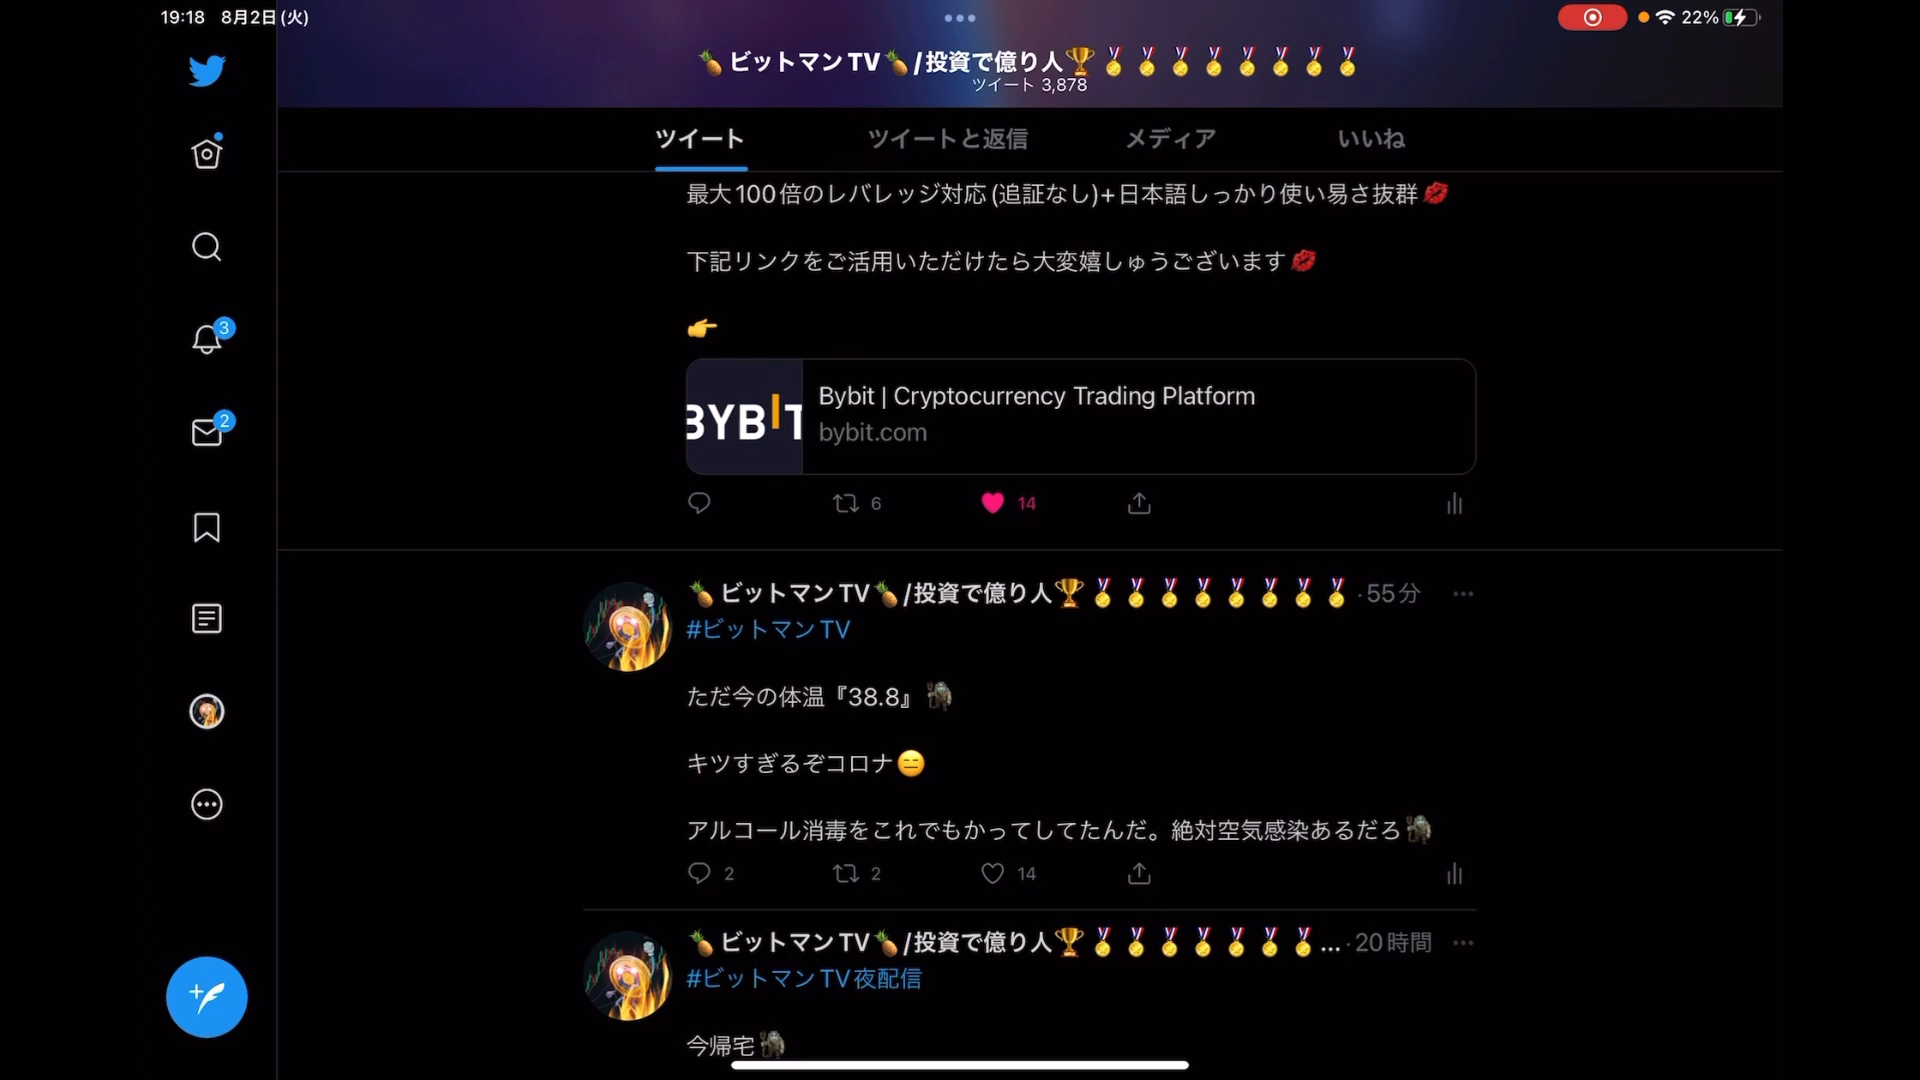 19:18 8月2日(火)
22%
🍍ビットマンTV🍍/投資で億り人🏆🏅🏅🏅🏅🏅🏅🏅🏅
ツイート 3,878
ツイート ツイートと返信 メディア いいね
最大100倍のレバレッジ対応(追証なし)+日本語しっかり使い易さ抜群💋
下記リンクをご活用いただけたら大変嬉しゅうございます💋
👉
BYBIT
Bybit | Cryptocurrency Trading Platform
bybit.com
6 14
3
2
🍍ビットマンTV🍍/投資で億り人🏆🏅🏅🏅🏅🏅🏅🏅🏅 · 55分
#ビットマンTV
ただ今の体温『38.8』🧌
キツすぎるぞコロナ😑
アルコール消毒をこれでもかってしてたんだ。絶対空気感染あるだろ🧌
2 2 14
🍍ビットマンTV🍍/投資で億り人🏆🏅🏅🏅🏅🏅🏅🏅... · 20時間
#ビットマンTV夜配信
今帰宅🧌